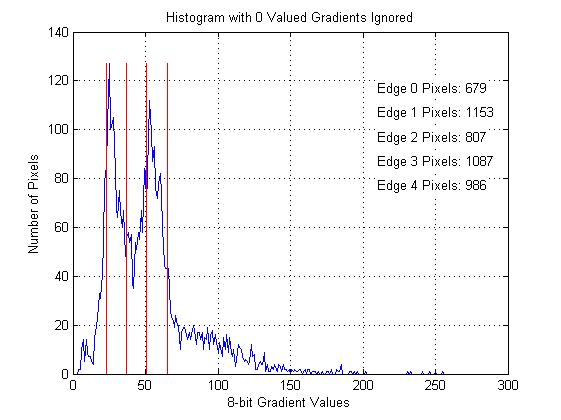 Histogram with 0 Valued Gradients Ignored
140
120
100
80
60
40
20
0
Number of Pixels
Edge 0 Pixels: 679
Edge 1 Pixels: 1153
Edge 2 Pixels: 807
Edge 3 Pixels: 1087
Edge 4 Pixels: 986
0 50 100 150 200 250 300
8-bit Gradient Values